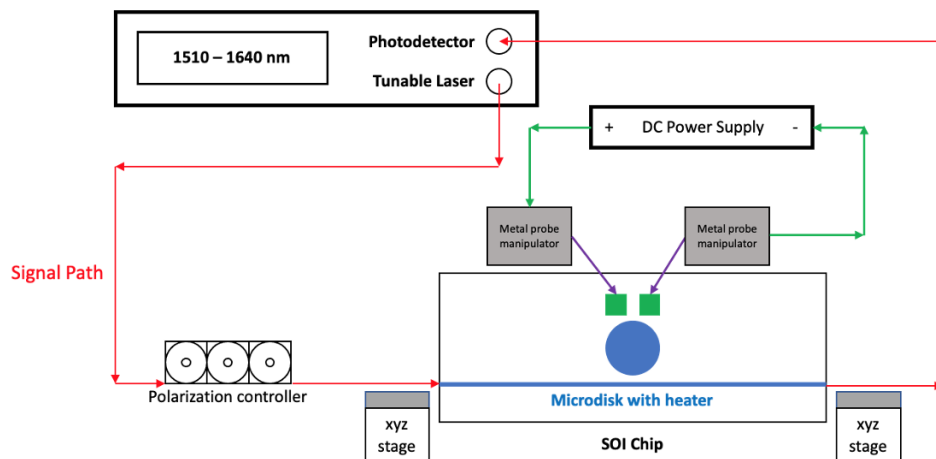 Photodetector
1510 – 1640 nm
Tunable Laser
+ DC Power Supply -
Metal probe
manipulator
Metal probe
manipulator
Signal Path
Polarization controller
Microdisk with heater
xyz
stage
SOI Chip
xyz
stage